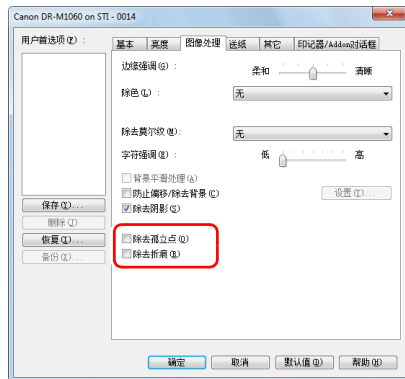 Canon DR-M1060 on STI - 0014
用户首选项(F) :
基本 亮度 图像处理 送纸 其它 印记器/Addon对话框
边缘强调(G) : 柔和 清晰
除色(L) : 无
除去莫尔纹(M): 无
字符强调(E) : 低 高
背景平滑处理(A)
防止偏移/除去背景(C) 设置(T)...
除去阴影(S)
除去孤立点(O)
除去折痕(R)
保存(V)...
删除(J)
恢复(I)...
备份(X)...
确定 取消 默认值(D) 帮助(H)